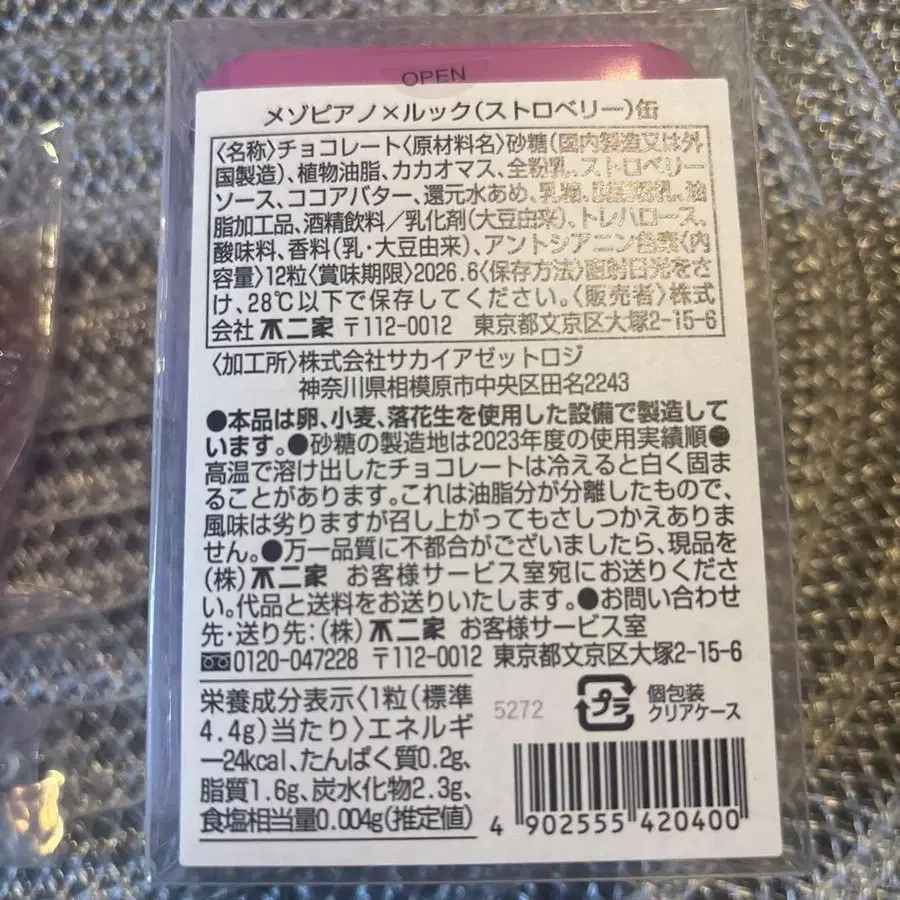 OPEN
メゾピアノ×ルック(ストロベリー)缶
〈名称〉チョコレート〈原材料名〉砂糖(国内製造又は外
国製造)、植物油脂、カカオマス、全粉乳、ストロベリー
ソース、ココアバター、還元水あめ、乳糖、油
脂加工品、酒精飲料/乳化剤(大豆由来)、トレハロース、
酸味料、香料(乳・大豆由来)、アントシアニン色素〈内
容量〉12粒〈賞味期限〉2026.6〈保存方法〉直射日光をさ
け、28℃以下で保存してください。〈販売者〉株式
会社 不二家 〒112-0012 東京都文京区大塚2-15-6
〈加工所〉株式会社サカイアゼットロジ
神奈川県相模原市中央区田名2243
●本品は卵、小麦、落花生を使用した設備で製造して
います。●砂糖の製造地は2023年度の使用実績順●
高温で溶け出したチョコレートは冷えると白く固ま
ることがあります。これは油脂分が分離したもので、
風味は劣りますが召し上がってもさしつかえありま
せん。●万一品質に不都合がございましたら、現品を
(株)不二家 お客様サービス室宛にお送りくださ
い。代品と送料をお送りいたします。●お問い合わせ
先・送り先:(株)不二家 お客様サービス室
0120-047228 〒112-0012 東京都文京区大塚2-15-6
栄養成分表示〈1粒(標準
4.4g)当たり〉エネルギ
ー24kcal、たんぱく質0.2g、
脂質1.6g、炭水化物2.3g、
食塩相当量0.004g(推定値)
5272
プラ
個包装
クリアケース
4 902555 420400